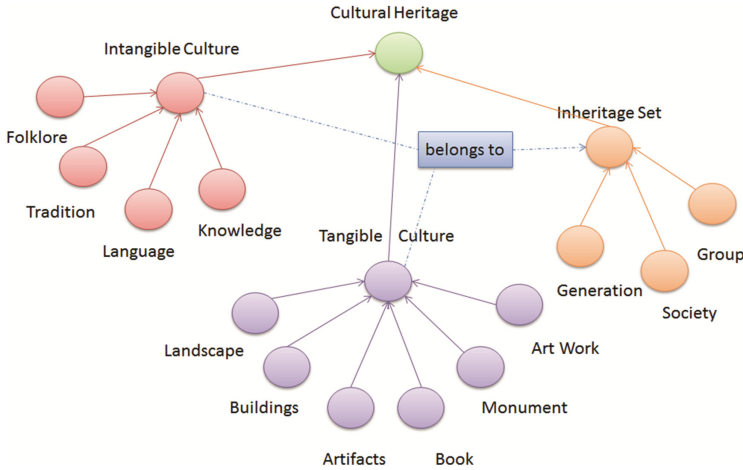 Cultural Heritage
Intangible Culture
Inheritage Set
Folklore
belongs to
Tradition
Knowledge
Language
Tangible Culture
Group
Generation
Society
Landscape
Art Work
Buildings
Monument
Artifacts
Book